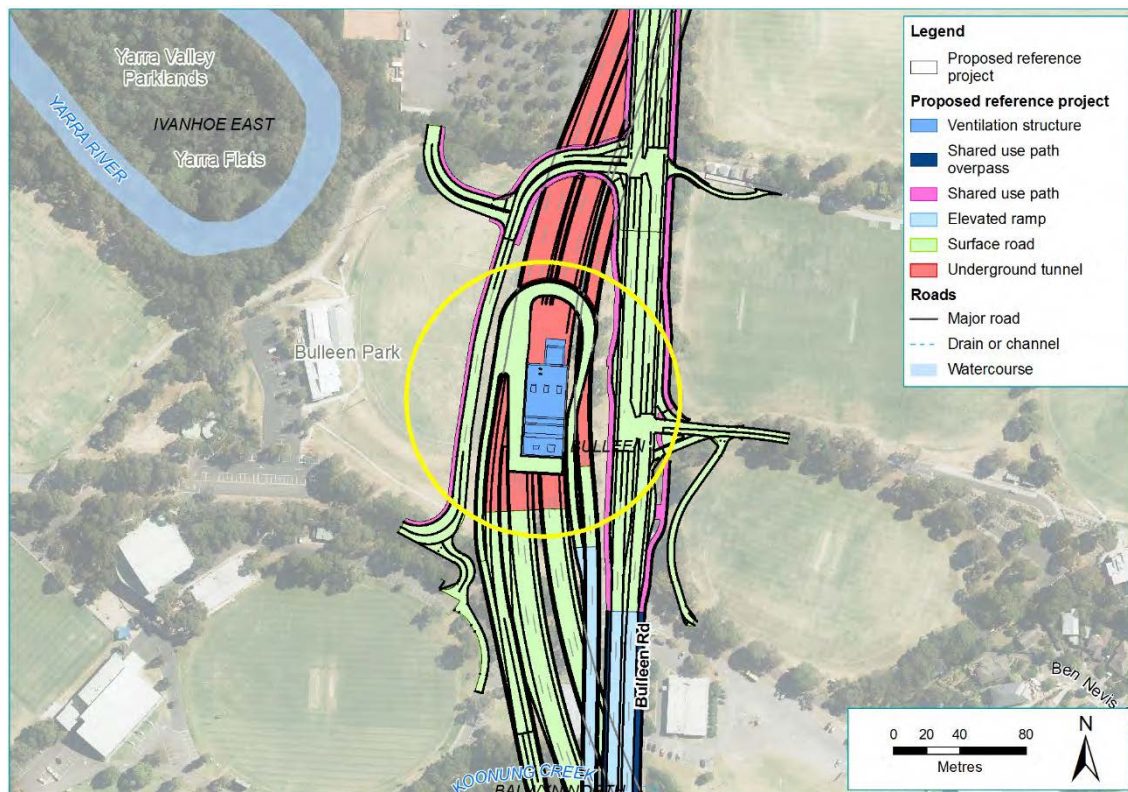 Yarra Valley
Parklands
YARRA RIVER
IVANHOE EAST
Yarra Flats
Bulleen Park
BULLEEN
Bulleen Rd
Ben Nevis
KOONUNG CREEK
BALWYN NORTH
Legend
Proposed reference
project
Proposed reference project
Ventilation structure
Shared use path
overpass
Shared use path
Elevated ramp
Surface road
Underground tunnel
Roads
Major road
Drain or channel
Watercourse
0 20 40 80
Metres
N